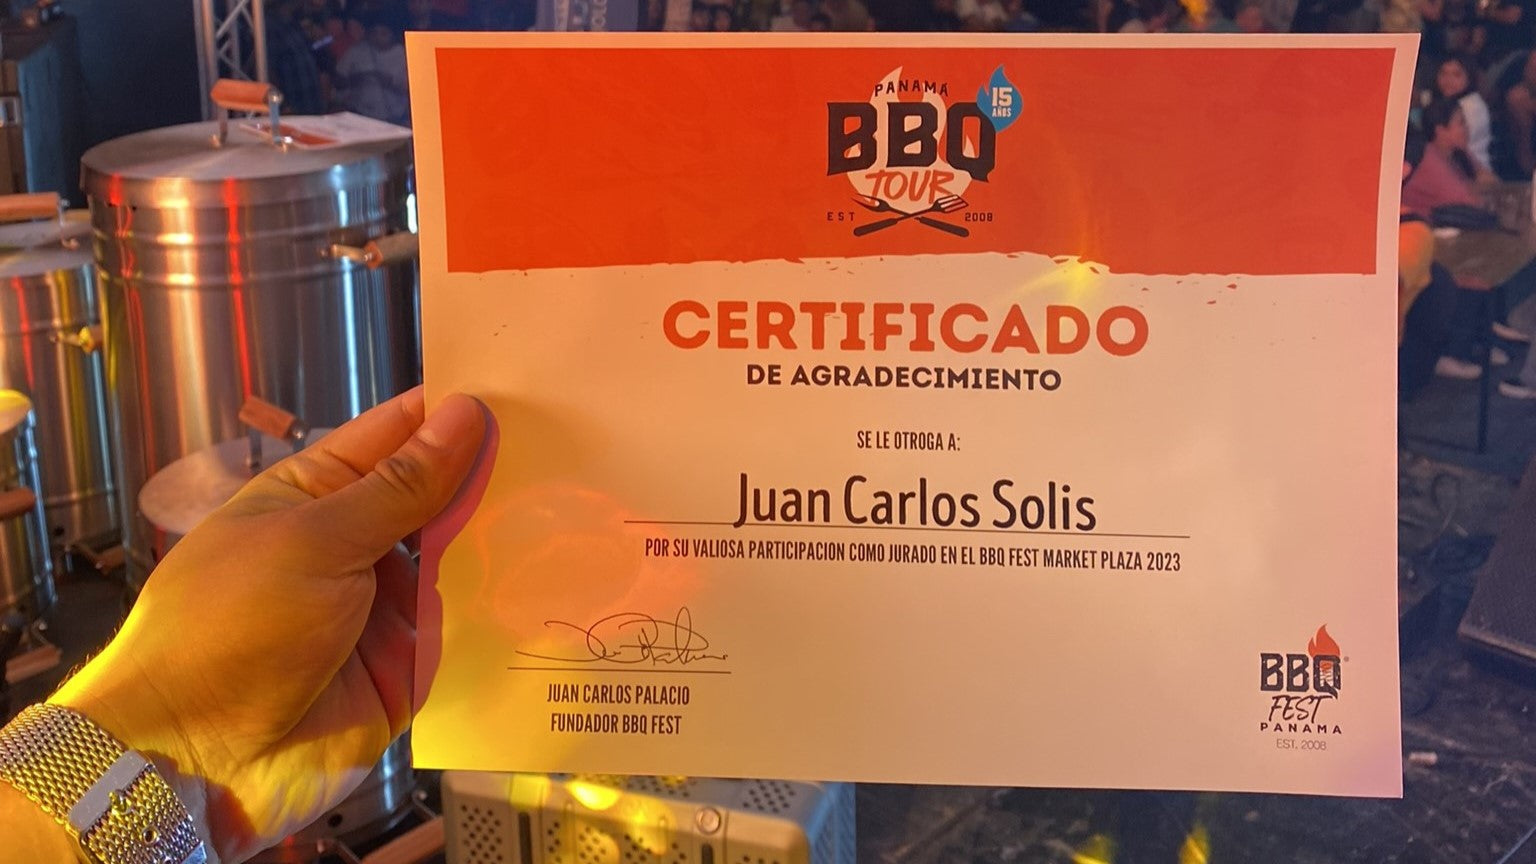 PANAMÁ
BBQ
15
AÑOS
TOUR
EST 2008
CERTIFICADO
DE AGRADECIMIENTO
SE LE OTROGA A:
Juan Carlos Solis
POR SU VALIOSA PARTICIPACION COMO JURADO EN EL BBQ FEST MARKET PLAZA 2023
JUAN CARLOS PALACIO
FUNDADOR BBQ FEST
BBQ
FEST
PANAMA
EST. 2008